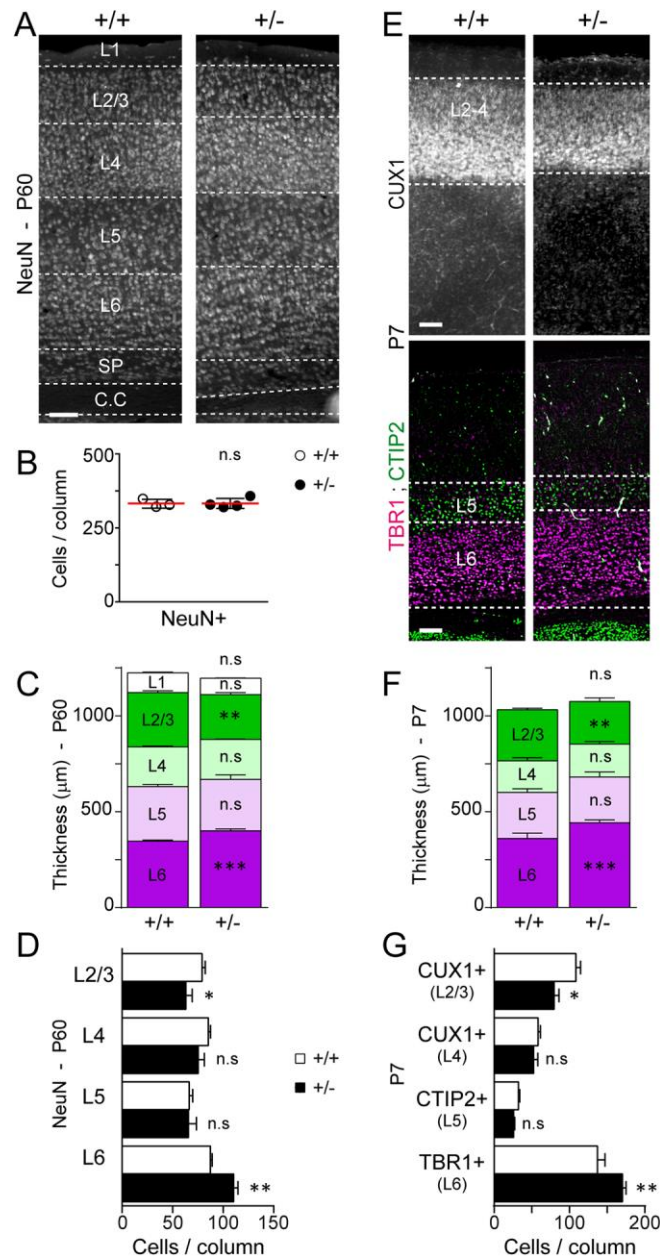 A
+/+
+/-
L1
L2/3
L4
L5
L6
SP
C.C
NeuN - P60
B
n.s
+/+
+/-
500
250
0
Cells / column
NeuN+
C
n.s
L1
n.s
L2/3
**
L4
n.s
L5
n.s
L6
***
1000
500
0
Thickness (µm) - P60
+/+
+/-
D
L2/3
*
L4
n.s
L5
n.s
L6
**
NeuN - P60
+/+
+/-
0
50
100
150
Cells / column
E
+/+
+/-
L2-4
CUX1
P7
TBR1 ; CTIP2
L5
L6
F
n.s
L2/3
**
L4
n.s
L5
n.s
L6
***
1000
500
0
Thickness (µm) - P7
+/+
+/-
G
CUX1+
(L2/3)
*
CUX1+
(L4)
n.s
CTIP2+
(L5)
n.s
TBR1+
(L6)
**
P7
0
100
200
Cells / column